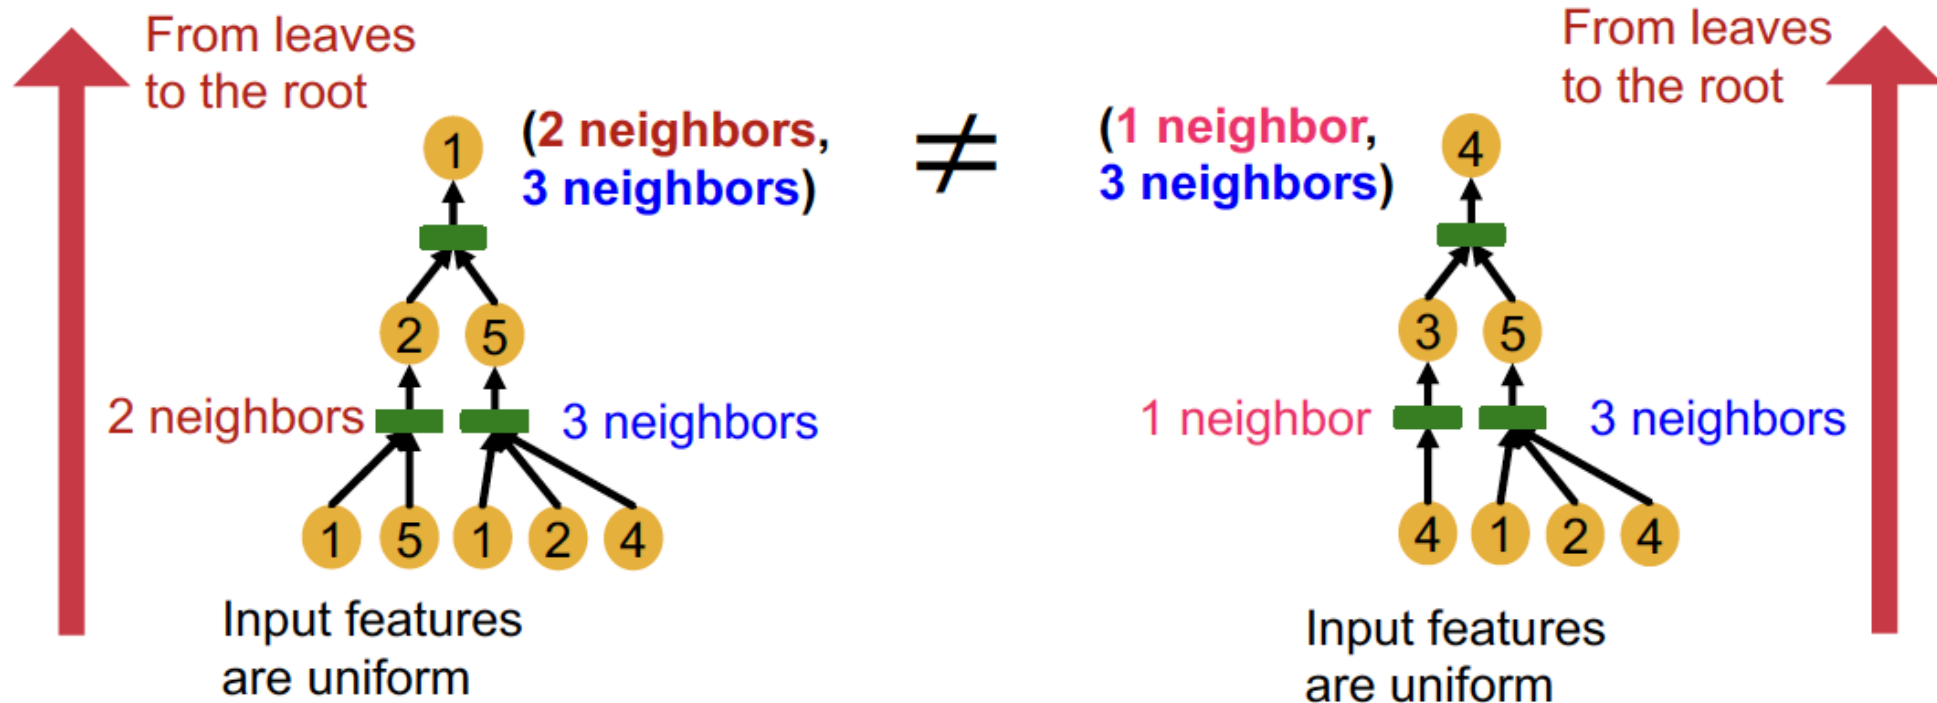 From leaves
to the root
1
(2 neighbors,
3 neighbors)
2
5
2 neighbors
3 neighbors
1
5
1
2
4
Input features
are uniform
≠
From leaves
to the root
(1 neighbor,
3 neighbors)
4
3
5
1 neighbor
3 neighbors
4
1
2
4
Input features
are uniform